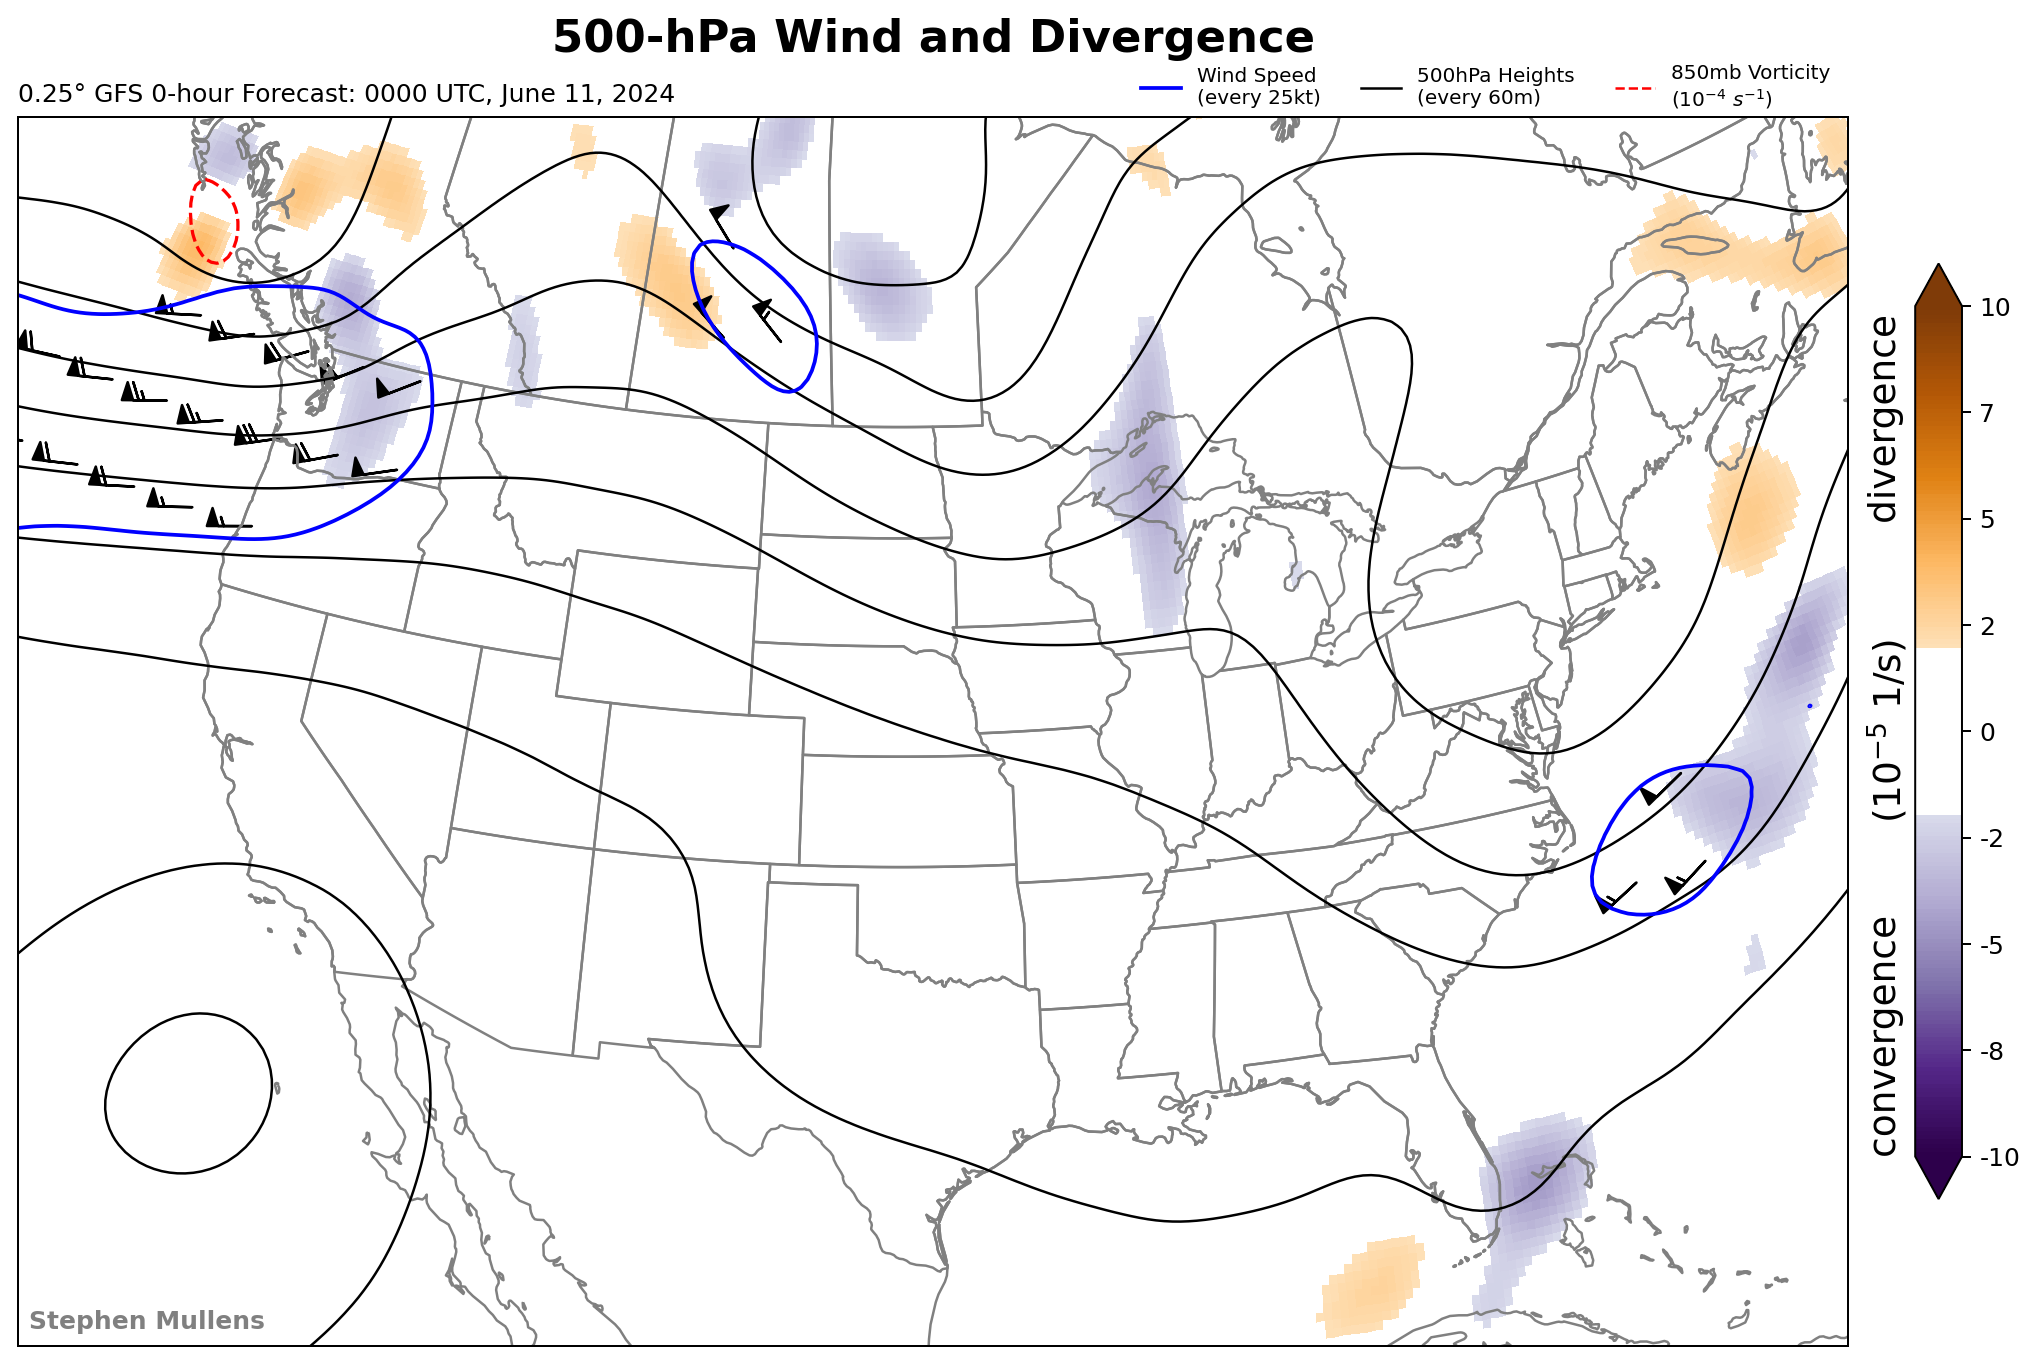 500-hPa Wind and Divergence
0.25° GFS 0-hour Forecast: 0000 UTC, June 11, 2024
Wind Speed
(every 25kt)
500hPa Heights
(every 60m)
850mb Vorticity
(10⁻⁴ s⁻¹)
10
7
5
2
0
-2
-5
-8
-10
convergence (10⁻⁵ 1/s) divergence
Stephen Mullens